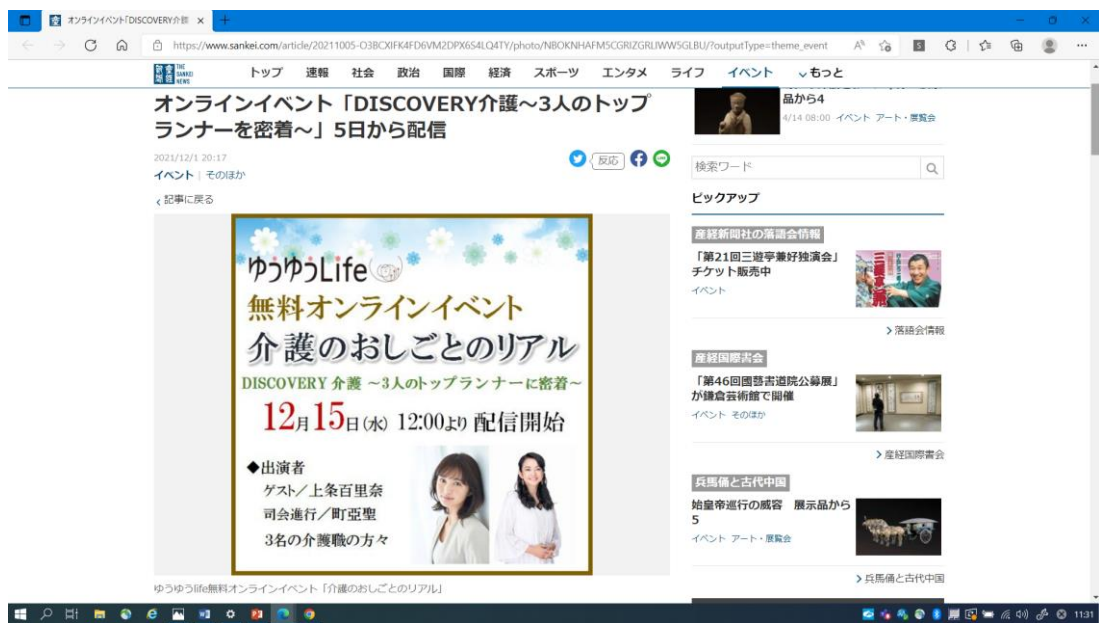 オンラインイベント「DISCOVERY介護
https://www.sankei.com/article/20211005-O3BCXIFK4FD6VM2DPX6S4LQ4TY/photo/NBOKNHAFM5CGRIZGRLIWW5GLBU/?outputType=theme_event
産経新聞 THE SANKEI NEWS
トップ 速報 社会 政治 国際 経済 スポーツ エンタメ ライフ イベント もっと
オンラインイベント「DISCOVERY介護～3人のトップ
ランナーを密着～」5日から配信
2021/12/1 20:17
反応
イベント | そのほか
記事に戻る
ゆうゆうLife
無料オンラインイベント
介護のおしごとのリアル
DISCOVERY 介護 ～3人のトップランナーに密着～
12月15日(水) 12:00より 配信開始
◆出演者
ゲスト／上条百里奈
司会進行／町亞聖
3名の介護職の方々
ゆうゆうlife無料オンラインイベント「介護のおしごとのリアル」
品から4
4/14 08:00 イベント アート・展覧会
検索ワード
ピックアップ
産経新聞社の落語会情報
「第21回三遊亭兼好独演会」
チケット販売中
イベント
落語会情報
産経国際書会
「第46回國藝書道院公募展」
が鎌倉芸術館で開催
イベント そのほか
産経国際書会
兵馬俑と古代中国
始皇帝巡行の威容 展示品から
5
イベント アート・展覧会
兵馬俑と古代中国
11:31